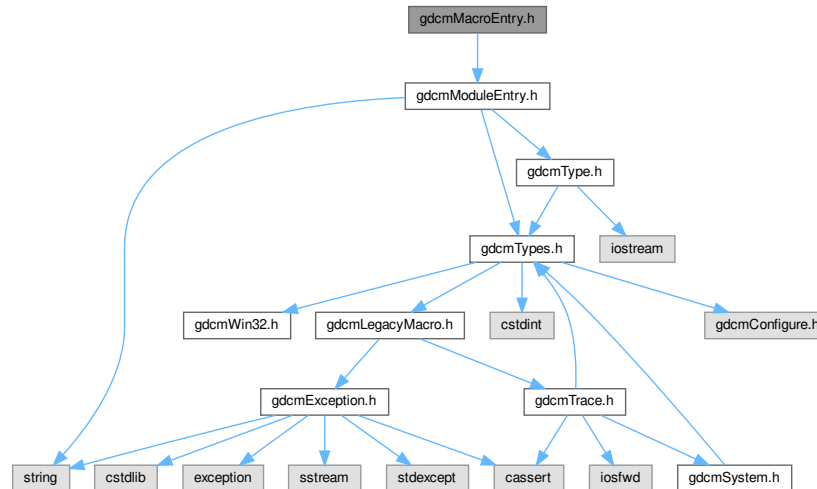 gdcmMacroEntry.h
gdcmModuleEntry.h
gdcmType.h
gdcmTypes.h
iostream
gdcmWin32.h
gdcmLegacyMacro.h
cstdint
gdcmConfigure.h
gdcmException.h
gdcmTrace.h
string
cstdlib
exception
sstream
stdexcept
cassert
iosfwd
gdcmSystem.h